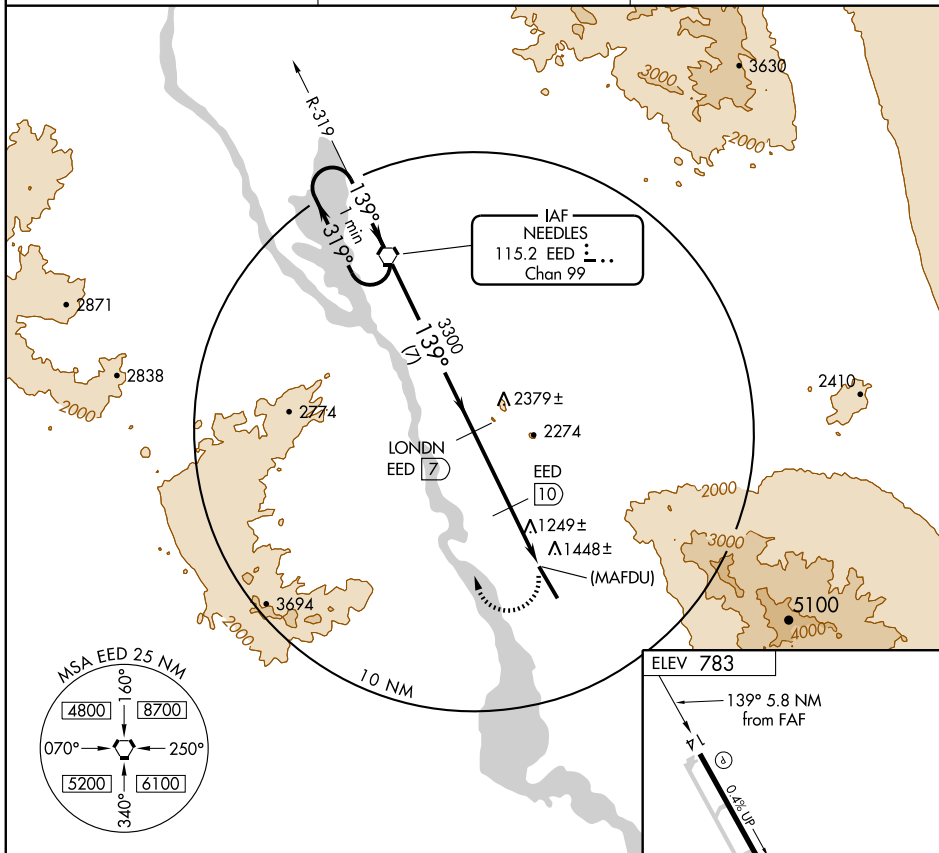 3630
3000
2000
R-319
139°
1 min
319°
IAF
NEEDLES
115.2 EED
Chan 99
2871
2838
2000
2774
3300
139°
(7)
2379±
2274
2410
LONDN
EED 7
EED
10
1249±
1448±
(MAFDU)
2000
3000
5100
4000
3694
2000
10 NM
MSA EED 25 NM
160°
4800
8700
070°
250°
5200
6100
340°
ELEV 783
139° 5.8 NM
from FAF
14
0.4% UP